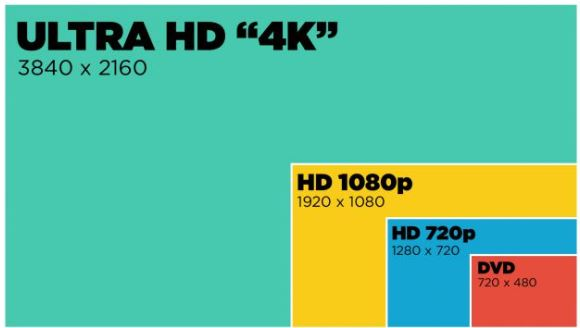 ULTRA HD “4K”
3840 x 2160
HD 1080p
1920 x 1080
HD 720p
1280 x 720
DVD
720 x 480